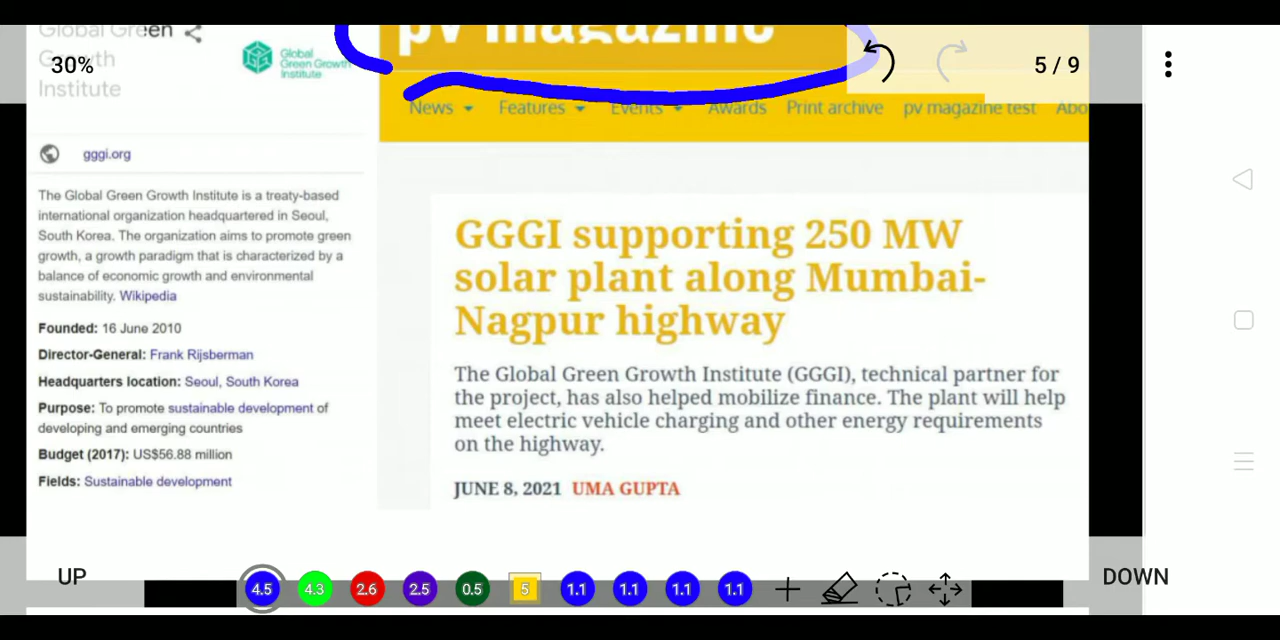 Global Green
Growth
Institute
Global
Green Growth
Institute
30%
pv magazine
5 / 9
News
Features
Events
Awards
Print archive
pv magazine test
Abo
gggi.org
The Global Green Growth Institute is a treaty-based
international organization headquartered in Seoul,
South Korea. The organization aims to promote green
growth, a growth paradigm that is characterized by a
balance of economic growth and environmental
sustainability. Wikipedia
Founded: 16 June 2010
Director-General: Frank Rijsberman
Headquarters location: Seoul, South Korea
Purpose: To promote sustainable development of
developing and emerging countries
Budget (2017): US$56.88 million
Fields: Sustainable development
GGGI supporting 250 MW
solar plant along Mumbai-
Nagpur highway
The Global Green Growth Institute (GGGI), technical partner for
the project, has also helped mobilize finance. The plant will help
meet electric vehicle charging and other energy requirements
on the highway.
JUNE 8, 2021 UMA GUPTA
UP
4.5
4.3
2.6
2.5
0.5
5
1.1
1.1
1.1
1.1
DOWN